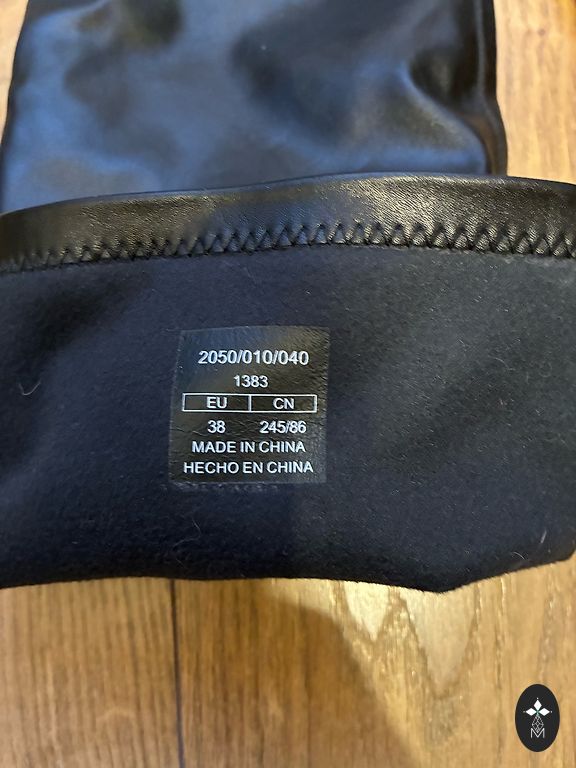 2050/010/040
1383
EU CN
38 245/86
MADE IN CHINA
HECHO EN CHINA
M